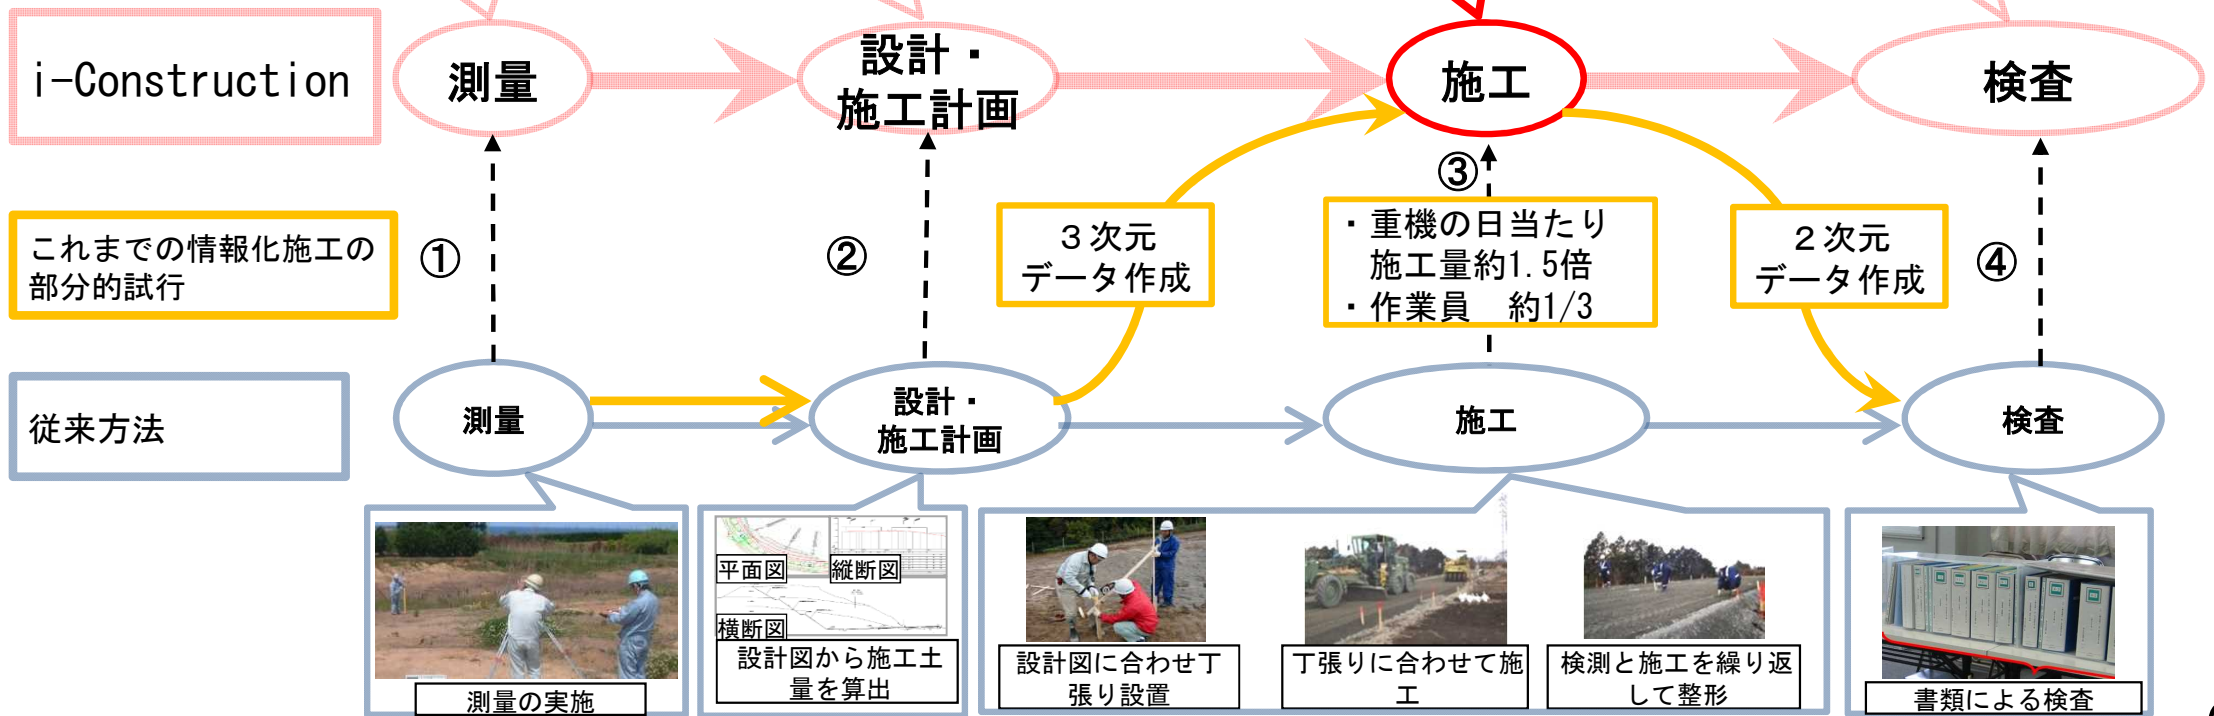 i-Construction
測量
設計・
施工計画
施工
検査
これまでの情報化施工の
部分的試行
①
②
３次元
データ作成
③
・重機の日当たり
施工量約1.5倍
・作業員　約1/3
２次元
データ作成
④
従来方法
測量
設計・
施工計画
施工
検査
測量の実施
平面図
縦断図
横断図
設計図から施工土
量を算出
設計図に合わせ丁
張り設置
丁張りに合わせて施
工
検測と施工を繰り返
して整形
書類による検査